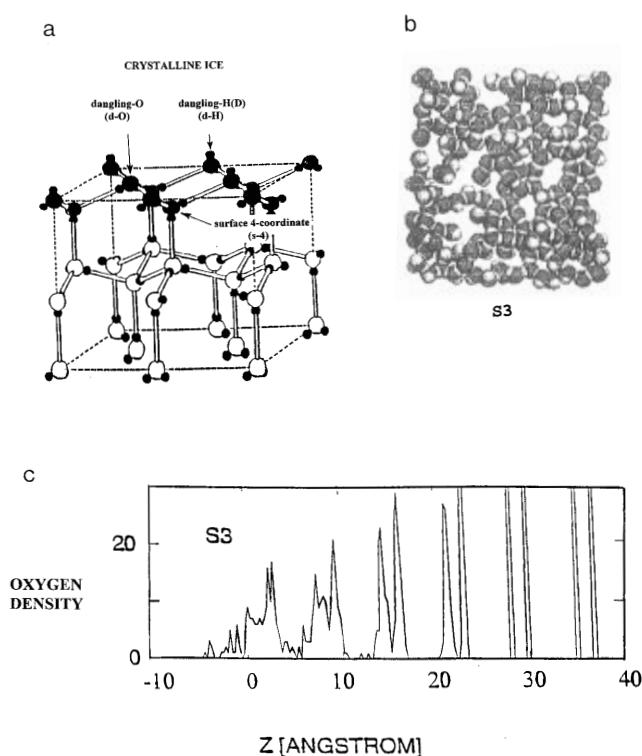 a
CRYSTALLINE ICE
dangling-O
(d-O)
dangling-H(D)
(d-H)
surface 4-coordinate
(s-4)
b
S3
c
S3
OXYGEN
DENSITY
20
0
-10
0
10
20
30
40
Z [ANGSTROM]